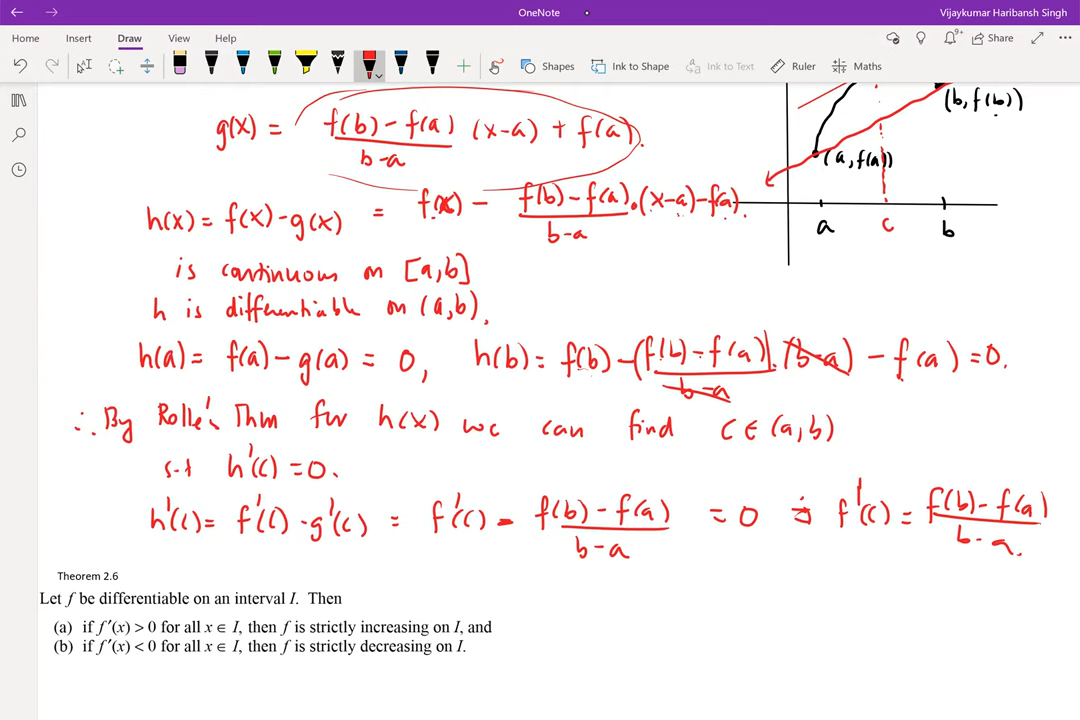 OneNote
Vijaykumar Haribansh Singh
Home Insert Draw View Help
9+ Share
Shapes Ink to Shape Ink to Text Ruler Maths
g(x) = f(b) - f(a) / b-a (x-a) + f(a).
(b, f(b))
(a, f(a))
a c b
h(x) = f(x) - g(x) = f(x) - f(b) - f(a) / b-a . (x-a) - f(a).
is continuous on [a,b]
h is differentiable on (a,b).
h(a) = f(a) - g(a) = 0, h(b) = f(b) - (f(b) - f(a)) / b-a . (b-a) - f(a) = 0.
∴ By Rolle's Thm for h(x) we can find c ∈ (a,b)
s.t h'(c) = 0.
h'(c) = f'(c) - g'(c) = f'(c) - f(b) - f(a) / b-a = 0 ⇒ f'(c) = f(b) - f(a) / b-a.
Theorem 2.6
Let f be differentiable on an interval I. Then
(a) if f′(x) > 0 for all x ∈ I, then f is strictly increasing on I, and
(b) if f′(x) < 0 for all x ∈ I, then f is strictly decreasing on I.